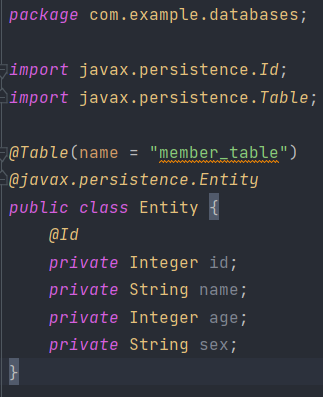 package com.example.databases;
import javax.persistence.Id;
import javax.persistence.Table;
@Table(name = "member_table")
@javax.persistence.Entity
public class Entity {
@Id
private Integer id;
private String name;
private Integer age;
private String sex;
}